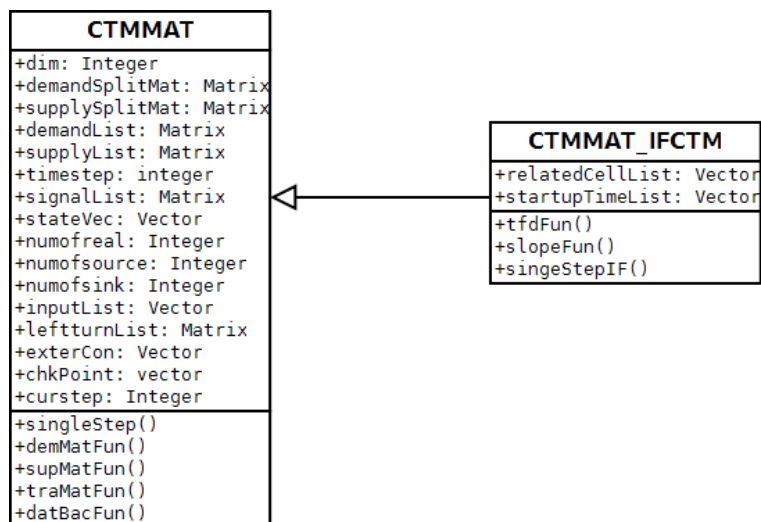 CTMMAT
+dim: Integer
+demandSplitMat: Matrix
+supplySplitMat: Matrix
+demandList: Matrix
+supplyList: Matrix
+timestep: integer
+signalList: Matrix
+stateVec: Vector
+numofreal: Integer
+numofsource: Integer
+numofsink: Integer
+inputList: Vector
+leftturnList: Matrix
+exterCon: Vector
+chkPoint: vector
+curstep: Integer
+singleStep()
+demMatFun()
+supMatFun()
+traMatFun()
+datBacFun()
CTMMAT_IFCTM
+relatedCellList: Vector
+startupTimeList: Vector
+tfdFun()
+slopeFun()
+singeStepIF()